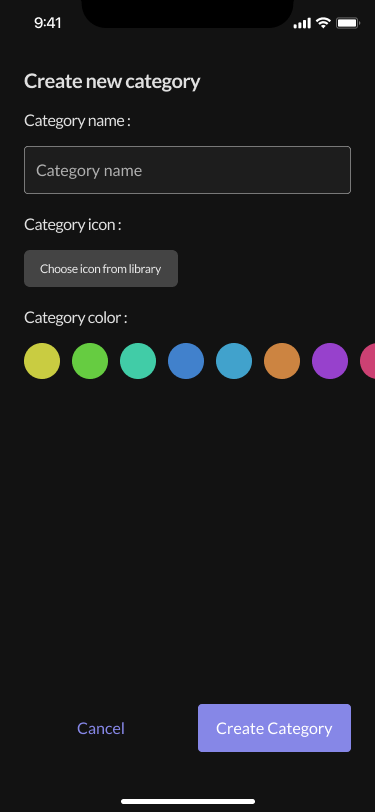 9:41
Create new category
Category name :
Category name
Category icon :
Choose icon from library
Category color :
Cancel
Create Category